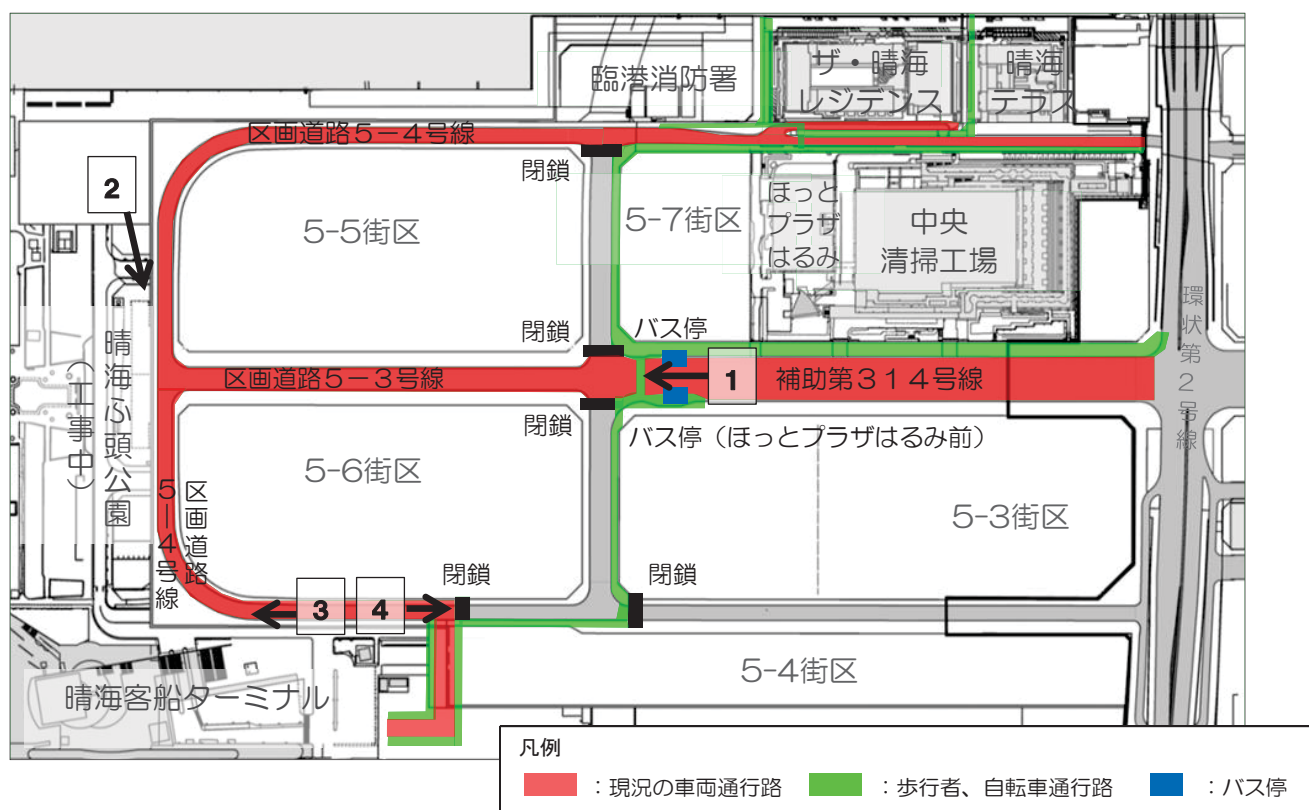 臨港消防署
ザ・晴海
レジデンス
晴海
テラス
区画道路5-4号線
閉鎖
2
5-5街区
5-7街区
ほっと
プラザ
はるみ
中央
清掃工場
環状第2号線
晴海ふ頭公園
(工事中)
閉鎖
バス停
区画道路5-3号線
1
補助第314号線
閉鎖
バス停(ほっとプラザはるみ前)
5-6街区
5-3街区
区画道路
5-4号線
閉鎖
閉鎖
3
4
5-4街区
晴海客船ターミナル
凡例
:現況の車両通行路
:歩行者、自転車通行路
:バス停